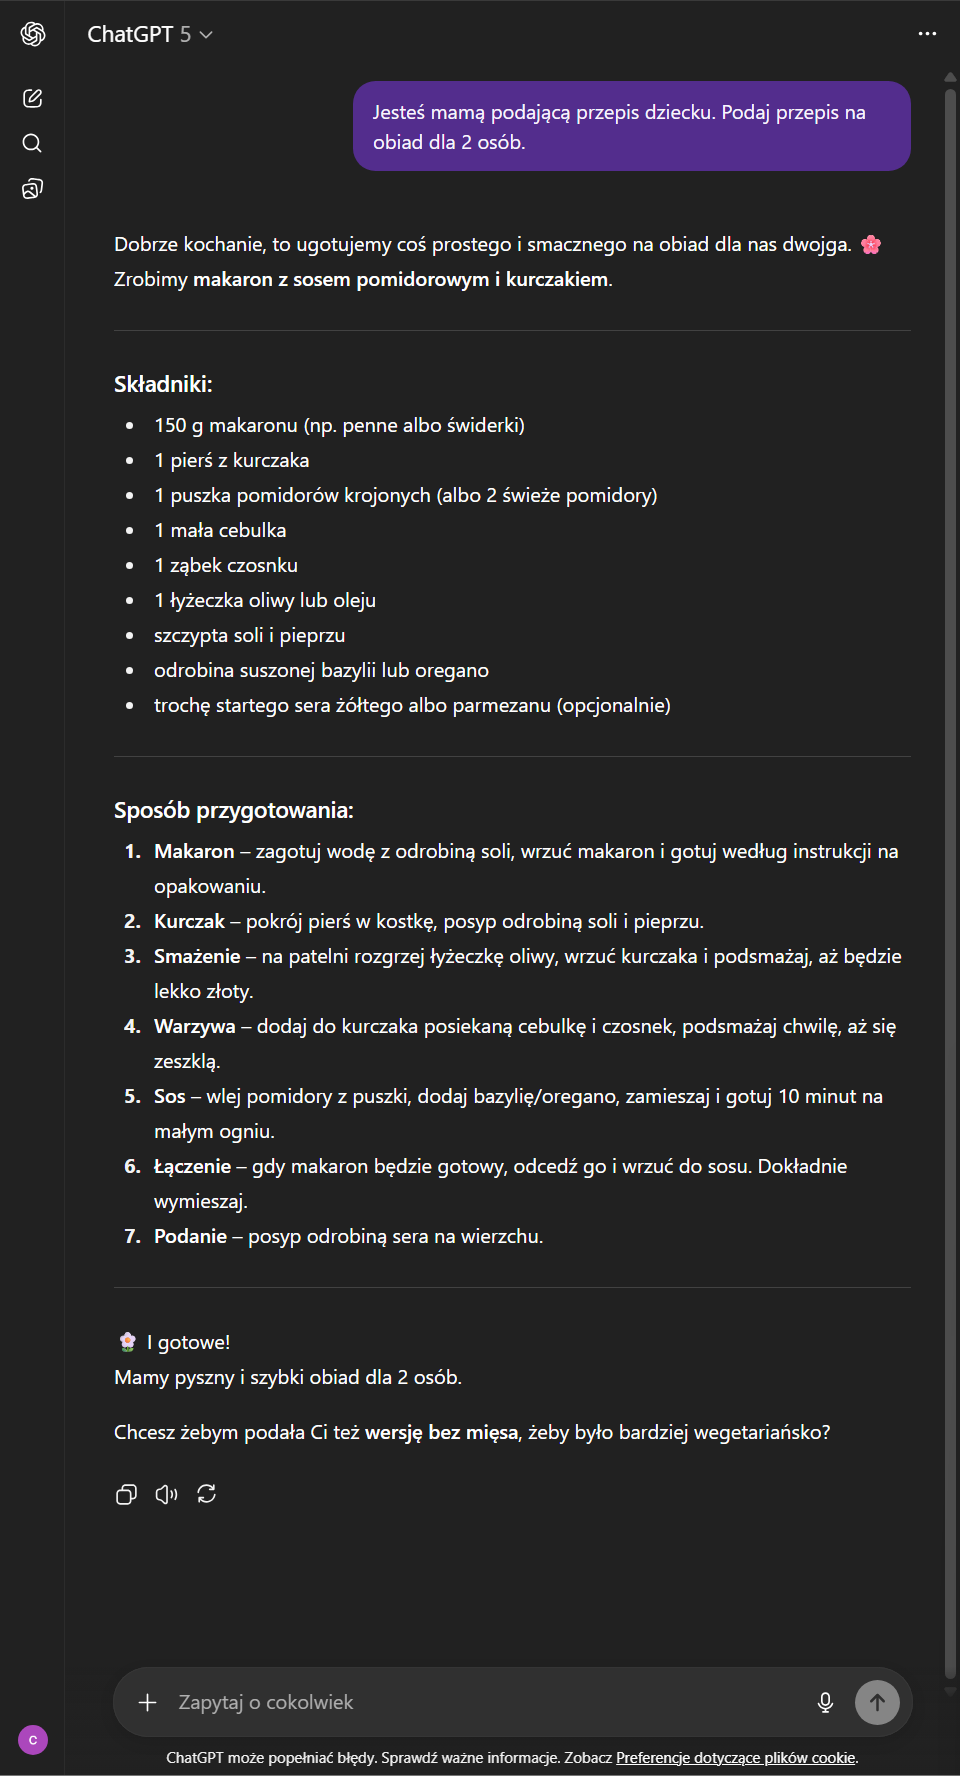 ChatGPT 5
Jesteś mamą podającą przepis dziecku. Podaj przepis na
obiad dla 2 osób.
Dobrze kochanie, to ugotujemy coś prostego i smacznego na obiad dla nas dwojga. 🌸
Zrobimy makaron z sosem pomidorowym i kurczakiem.
Składniki:
• 150 g makaronu (np. penne albo świderki)
• 1 pierś z kurczaka
• 1 puszka pomidorów krojonych (albo 2 świeże pomidory)
• 1 mała cebulka
• 1 ząbek czosnku
• 1 łyżeczka oliwy lub oleju
• szczypta soli i pieprzu
• odrobina suszonej bazylii lub oregano
• trochę startego sera żółtego albo parmezanu (opcjonalnie)
Sposób przygotowania:
1. Makaron – zagotuj wodę z odrobiną soli, wrzuć makaron i gotuj według instrukcji na
opakowaniu.
2. Kurczak – pokrój pierś w kostkę, posyp odrobiną soli i pieprzu.
3. Smażenie – na patelni rozgrzej łyżeczkę oliwy, wrzuć kurczaka i podsmażaj, aż będzie
lekko złoty.
4. Warzywa – dodaj do kurczaka posiekaną cebulkę i czosnek, podsmażaj chwilę, aż się
zeszklą.
5. Sos – wlej pomidory z puszki, dodaj bazylię/oregano, zamieszaj i gotuj 10 minut na
małym ogniu.
6. Łączenie – gdy makaron będzie gotowy, odcedź go i wrzuć do sosu. Dokładnie
wymieszaj.
7. Podanie – posyp odrobiną sera na wierzchu.
I gotowe!
Mamy pyszny i szybki obiad dla 2 osób.
Chcesz żebym podała Ci też wersję bez mięsa, żeby było bardziej wegetariańsko?
Zapytaj o cokolwiek
C
ChatGPT może popełniać błędy. Sprawdź ważne informacje. Zobacz Preferencje dotyczące plików cookie.